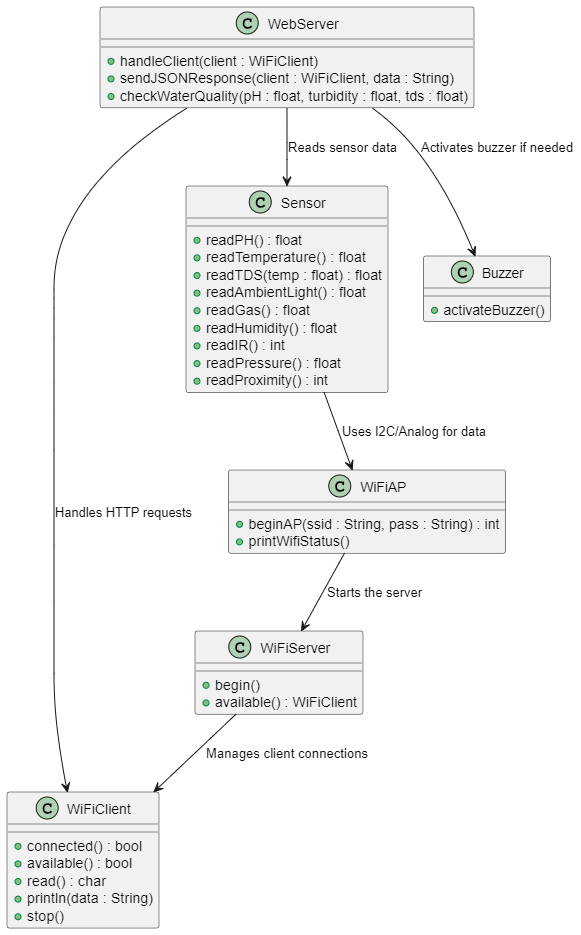 C WebServer
handleClient(client : WiFiClient)
sendJSONResponse(client : WiFiClient, data : String)
checkWaterQuality(pH : float, turbidity : float, tds : float)
Reads sensor data
Activates buzzer if needed
C Sensor
readPH() : float
readTemperature() : float
readTDS(temp : float) : float
readAmbientLight() : float
readGas() : float
readHumidity() : float
readIR() : int
readPressure() : float
readProximity() : int
C Buzzer
activateBuzzer()
Uses I2C/Analog for data
C WiFiAP
beginAP(ssid : String, pass : String) : int
printWifiStatus()
Handles HTTP requests
Starts the server
C WiFiServer
begin()
available() : WiFiClient
Manages client connections
C WiFiClient
connected() : bool
available() : bool
read() : char
println(data : String)
stop()